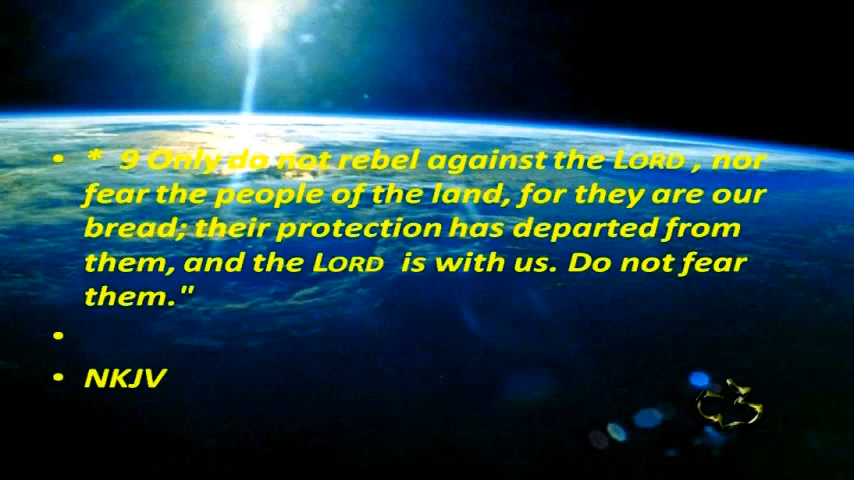 • * 9 Only do not rebel against the LORD , nor
fear the people of the land, for they are our
bread; their protection has departed from
them, and the LORD is with us. Do not fear
them."
•
• NKJV